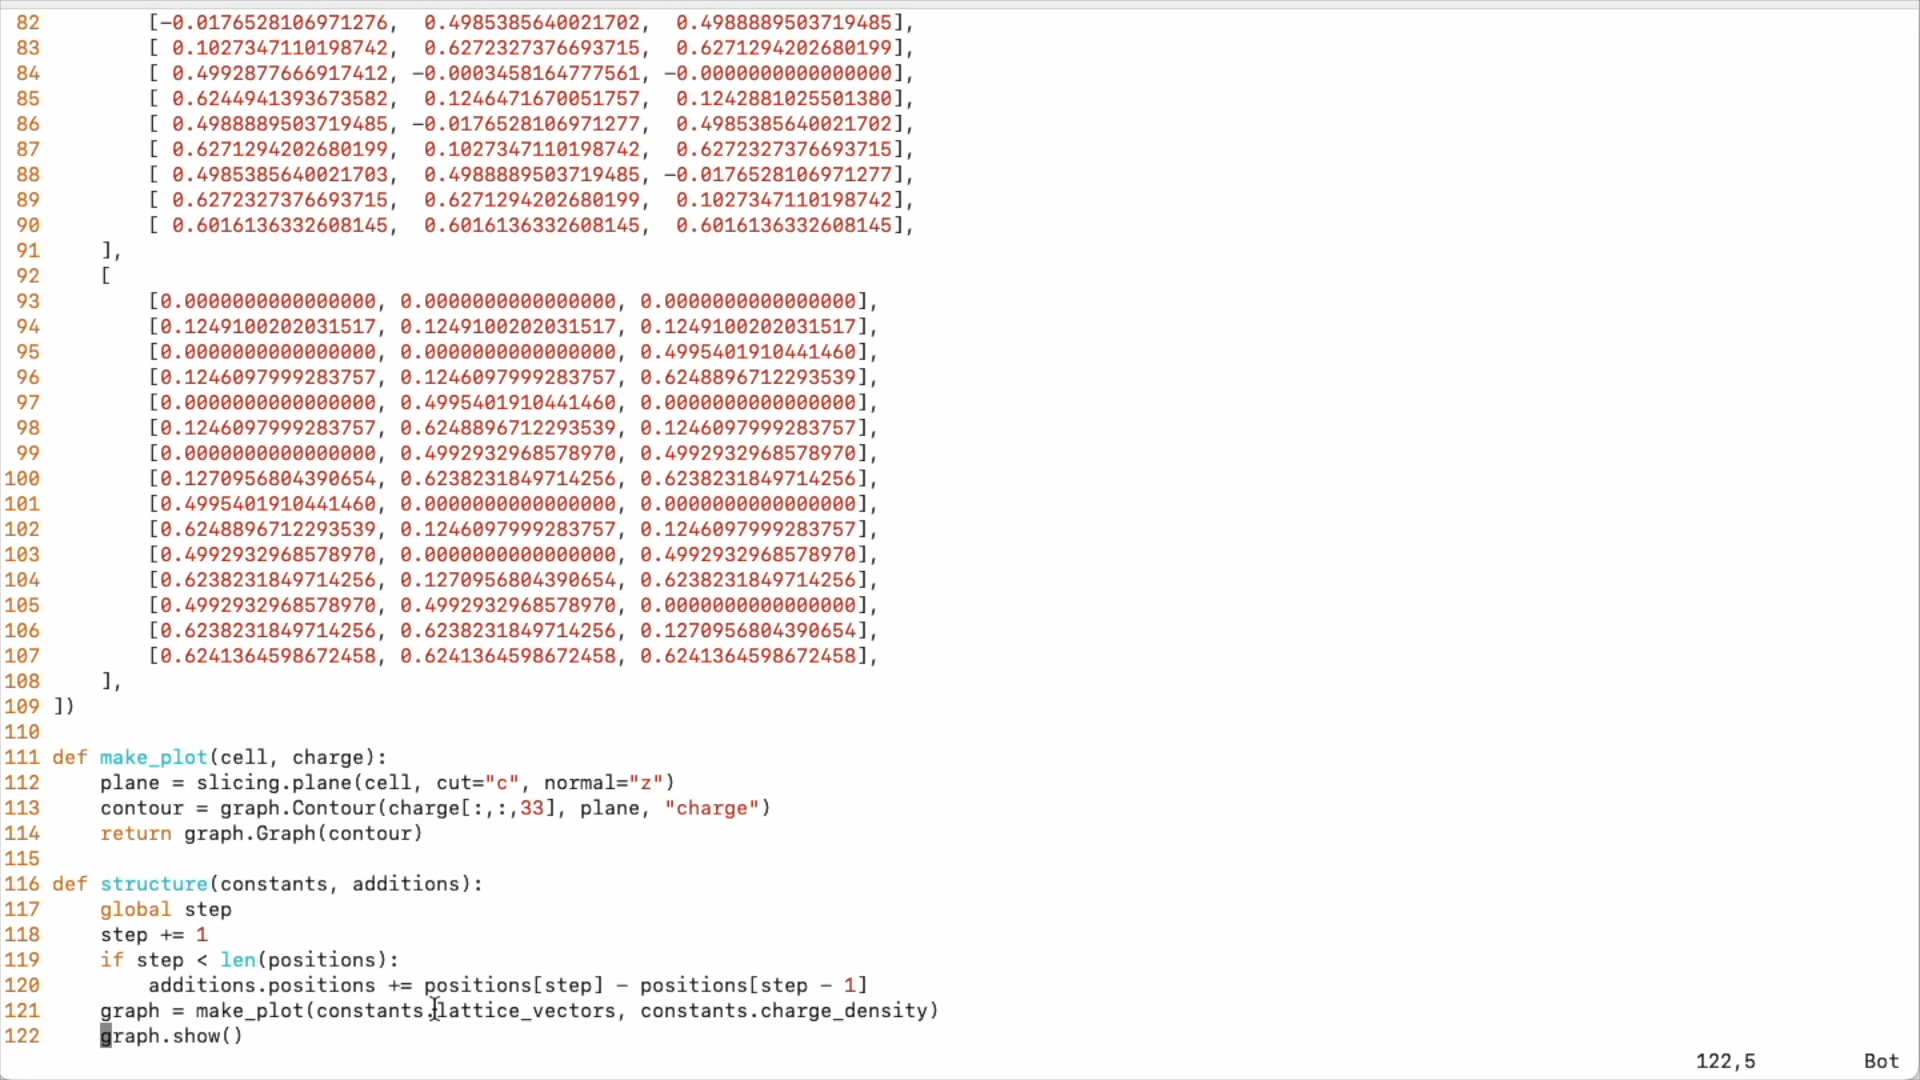 82         [−0.0176528106971276,  0.4985385640021702,  0.4988889503719485],
83         [ 0.1027347110198742,  0.6272327376693715,  0.6271294202680199],
84         [ 0.4992877666917412, −0.0003458164777561, −0.0000000000000000],
85         [ 0.6244941393673582,  0.1246471670051757,  0.1242881025501380],
86         [ 0.4988889503719485, −0.0176528106971277,  0.4985385640021702],
87         [ 0.6271294202680199,  0.1027347110198742,  0.6272327376693715],
88         [ 0.4985385640021703,  0.4988889503719485, −0.0176528106971277],
89         [ 0.6272327376693715,  0.6271294202680199,  0.1027347110198742],
90         [ 0.6016136332608145,  0.6016136332608145,  0.6016136332608145],
91     ],
92     [
93         [0.0000000000000000, 0.0000000000000000, 0.0000000000000000],
94         [0.1249100202031517, 0.1249100202031517, 0.1249100202031517],
95         [0.0000000000000000, 0.0000000000000000, 0.4995401910441460],
96         [0.1246097999283757, 0.1246097999283757, 0.6248896712293539],
97         [0.0000000000000000, 0.4995401910441460, 0.0000000000000000],
98         [0.1246097999283757, 0.6248896712293539, 0.1246097999283757],
99         [0.0000000000000000, 0.4992932968578970, 0.4992932968578970],
100         [0.1270956804390654, 0.6238231849714256, 0.6238231849714256],
101         [0.4995401910441460, 0.0000000000000000, 0.0000000000000000],
102         [0.6248896712293539, 0.1246097999283757, 0.1246097999283757],
103         [0.4992932968578970, 0.0000000000000000, 0.4992932968578970],
104         [0.6238231849714256, 0.1270956804390654, 0.6238231849714256],
105         [0.4992932968578970, 0.4992932968578970, 0.0000000000000000],
106         [0.6238231849714256, 0.6238231849714256, 0.1270956804390654],
107         [0.6241364598672458, 0.6241364598672458, 0.6241364598672458],
108     ],
109 ])
110
111 def make_plot(cell, charge):
112     plane = slicing.plane(cell, cut="c", normal="z")
113     contour = graph.Contour(charge[:,:,33], plane, "charge")
114     return graph.Graph(contour)
115
116 def structure(constants, additions):
117     global step
118     step += 1
119     if step < len(positions):
120         additions.positions += positions[step] − positions[step − 1]
121     graph = make_plot(constants.lattice_vectors, constants.charge_density)
122     graph.show()
122,5 Bot